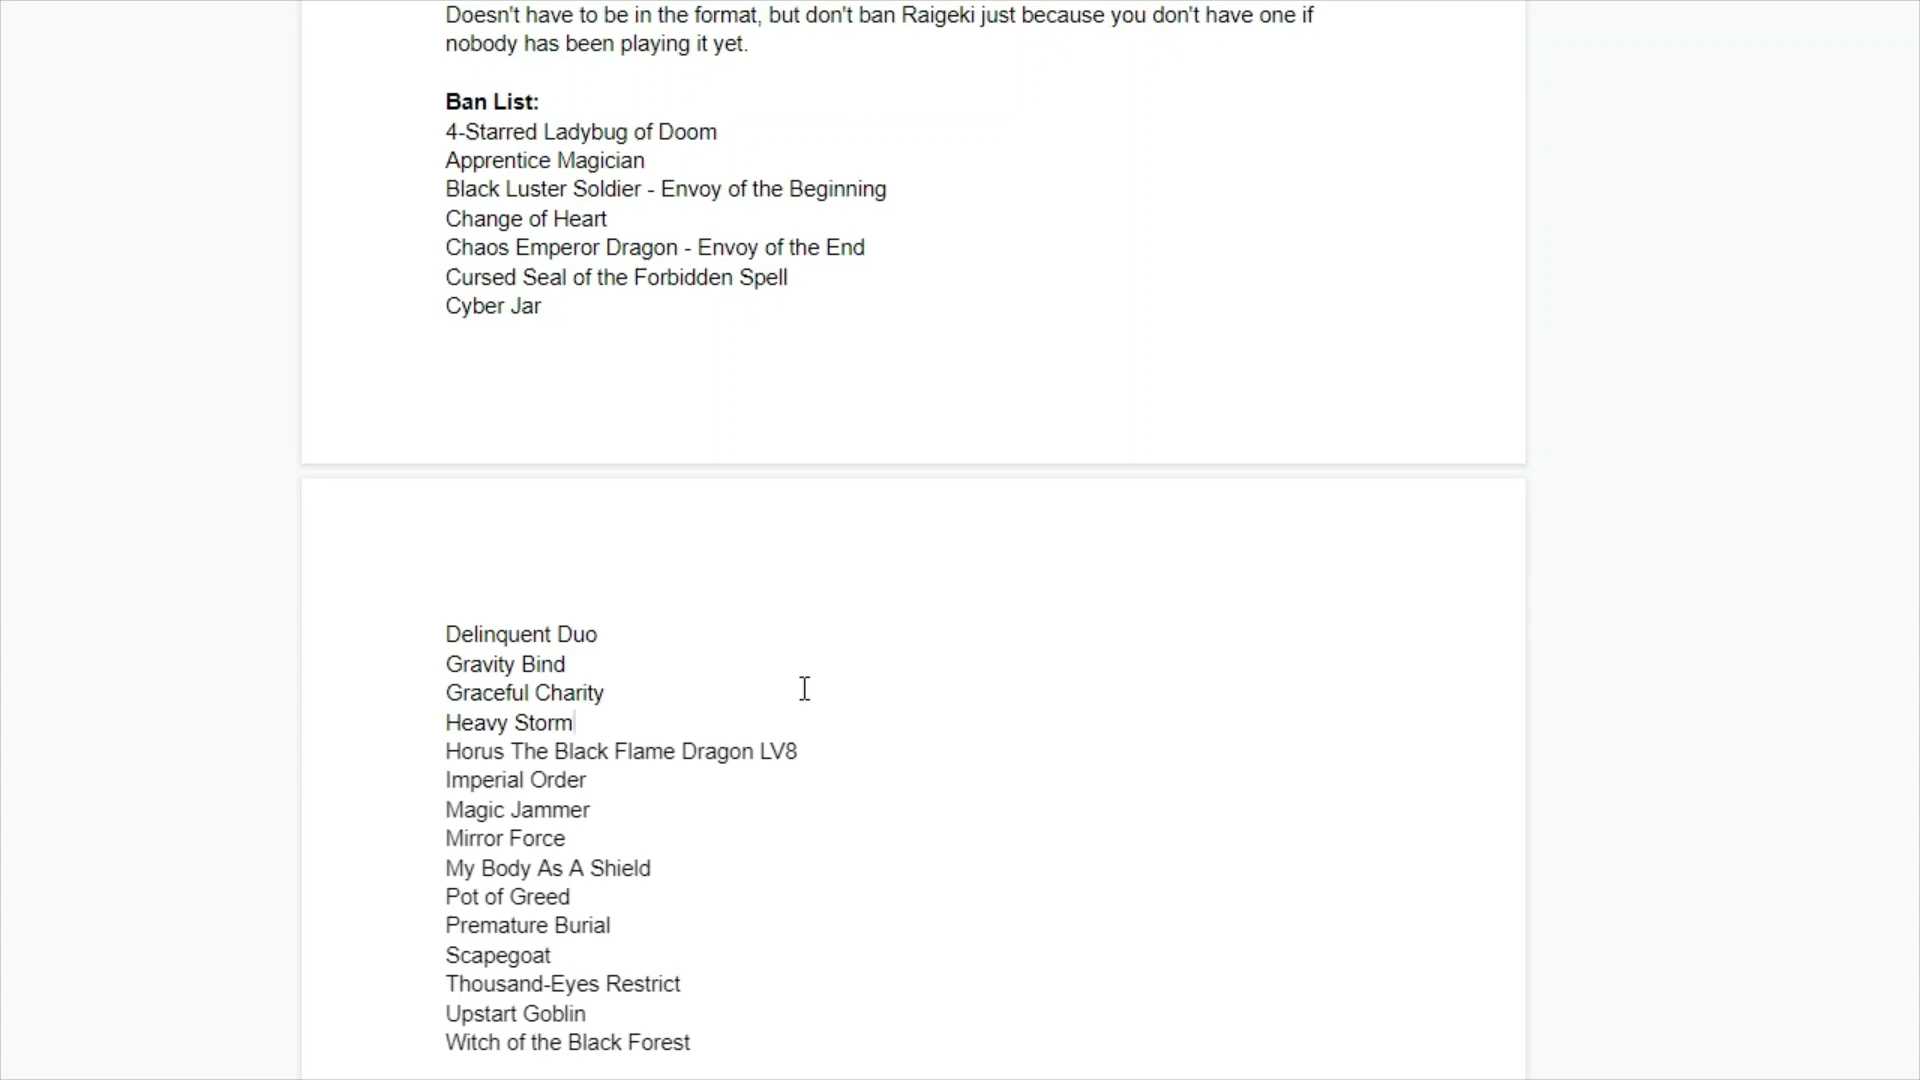 Doesn't have to be in the format, but don't ban Raigeki just because you don't have one if
nobody has been playing it yet.
Ban List:
4-Starred Ladybug of Doom
Apprentice Magician
Black Luster Soldier - Envoy of the Beginning
Change of Heart
Chaos Emperor Dragon - Envoy of the End
Cursed Seal of the Forbidden Spell
Cyber Jar
Delinquent Duo
Gravity Bind
Graceful Charity
Heavy Storm
Horus The Black Flame Dragon LV8
Imperial Order
Magic Jammer
Mirror Force
My Body As A Shield
Pot of Greed
Premature Burial
Scapegoat
Thousand-Eyes Restrict
Upstart Goblin
Witch of the Black Forest